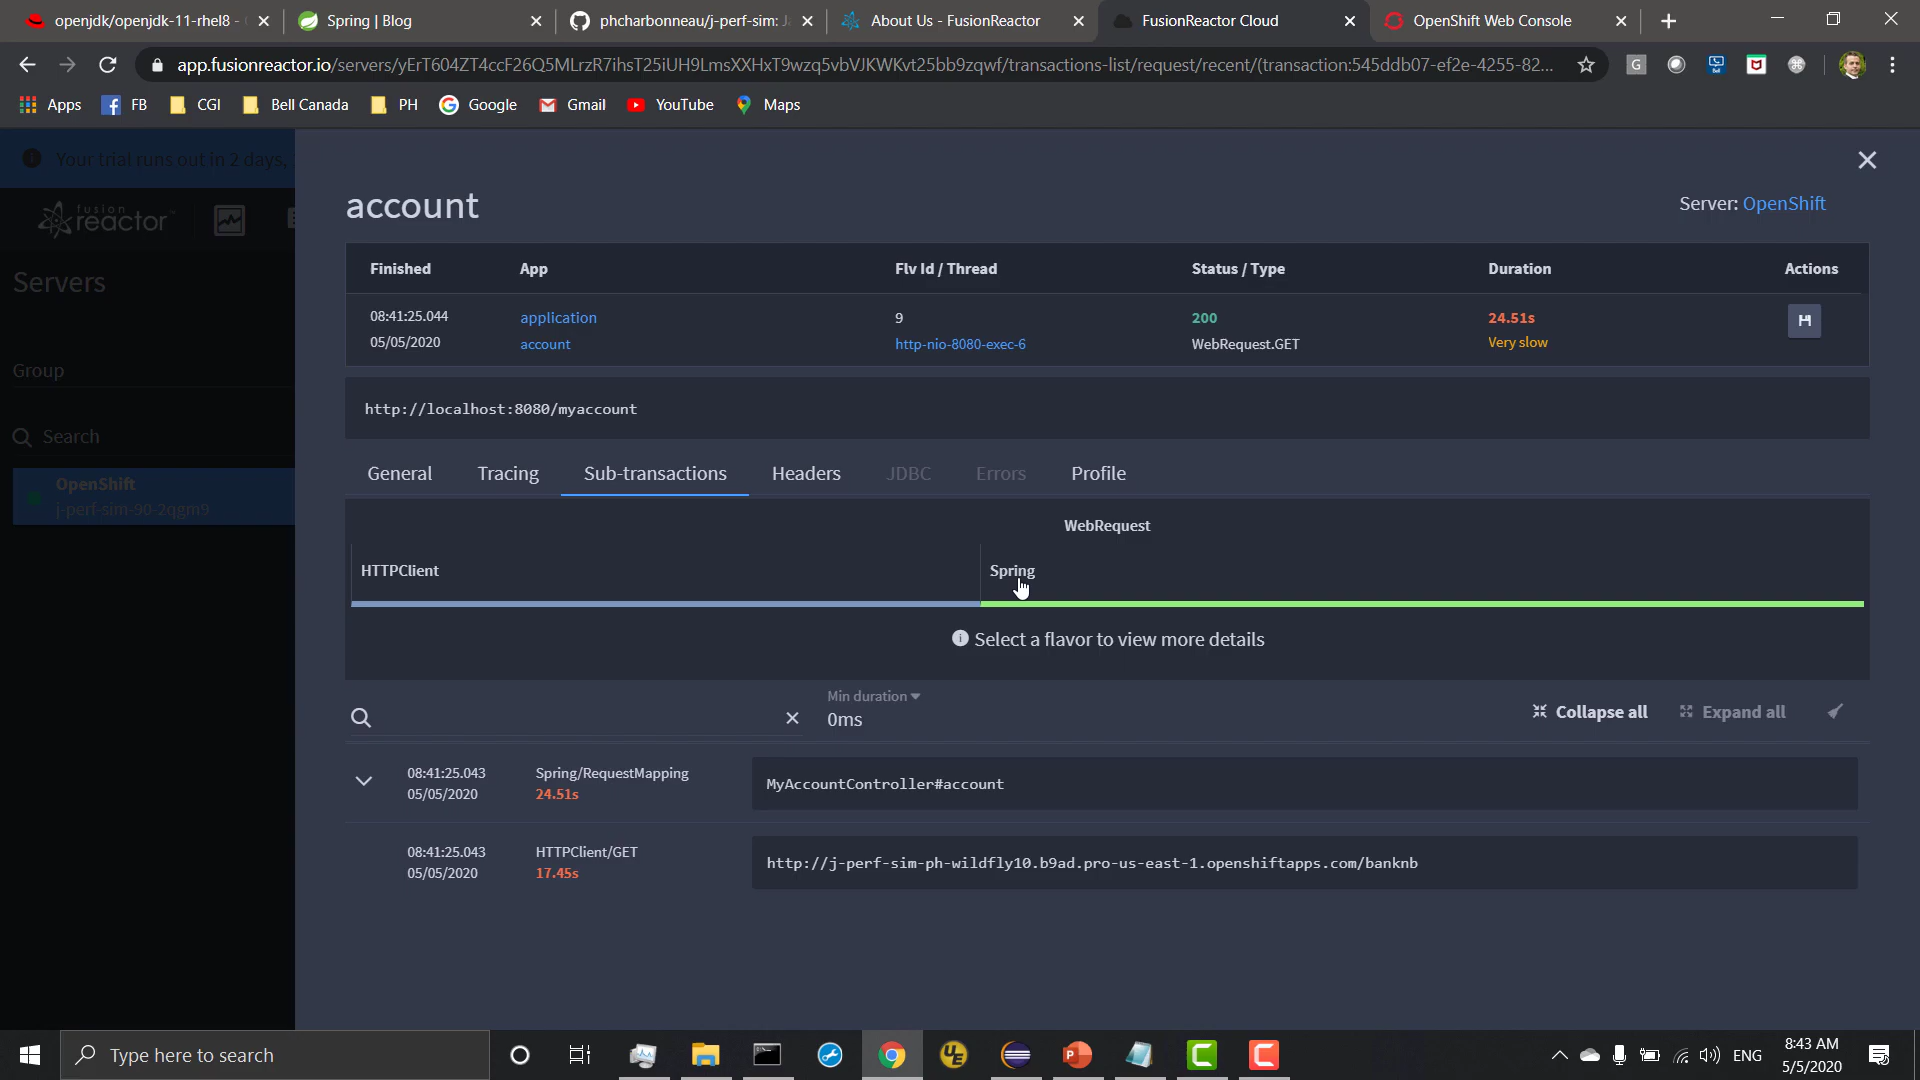 openjdk/openjdk-11-rhel8 -
Spring | Blog
phcharbonneau/j-perf-sim: J
About Us - FusionReactor
FusionReactor Cloud
OpenShift Web Console
app.fusionreactor.io/servers/yErT604ZT4ccF26Q5MLrzR7ihsT25iUH9LmsXXHxT9wzq5vbVJKWKvt25bb9zqwf/transactions-list/request/recent/(transaction:545ddb07-ef2e-4255-82...
Apps
FB
CGI
Bell Canada
PH
Google
Gmail
YouTube
Maps
Your trial runs out in 2 days,
fusion
reactor
Servers
Group
Search
OpenShift
j-perf-sim-90-2qgm9
account
Server: OpenShift
Finished
App
Flv Id / Thread
Status / Type
Duration
Actions
08:41:25.044
application
9
200
24.51s
05/05/2020
account
http-nio-8080-exec-6
WebRequest.GET
Very slow
http://localhost:8080/myaccount
General
Tracing
Sub-transactions
Headers
JDBC
Errors
Profile
WebRequest
HTTPClient
Spring
Select a flavor to view more details
Min duration
0ms
Collapse all
Expand all
08:41:25.043
Spring/RequestMapping
05/05/2020
24.51s
MyAccountController#account
08:41:25.043
HTTPClient/GET
05/05/2020
17.45s
http://j-perf-sim-ph-wildfly10.b9ad.pro-us-east-1.openshiftapps.com/banknb
Type here to search
ENG
8:43 AM
5/5/2020